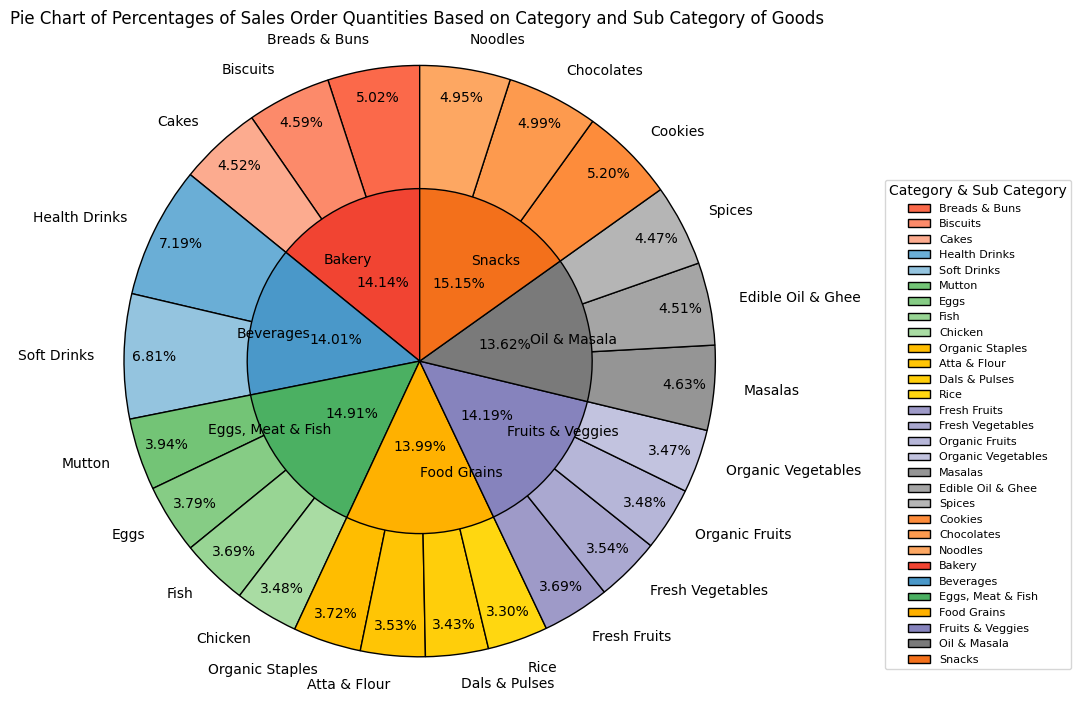 Pie Chart of Percentages of Sales Order Quantities Based on Category and Sub Category of Goods
Breads & Buns
Noodles
Biscuits
Chocolates
Cakes
Cookies
Health Drinks
Spices
Soft Drinks
Edible Oil & Ghee
Mutton
Masalas
Eggs
Organic Vegetables
Fish
Organic Fruits
Chicken
Fresh Vegetables
Organic Staples
Fresh Fruits
Atta & Flour
Rice
Dals & Pulses
5.02%
4.95%
4.59%
4.99%
4.52%
5.20%
7.19%
4.47%
6.81%
4.51%
3.94%
4.63%
3.79%
3.47%
3.69%
3.48%
3.48%
3.54%
3.72%
3.69%
3.53%
3.43%
3.30%
Bakery
14.14%
Snacks
15.15%
Beverages
14.01%
Oil & Masala
13.62%
Eggs, Meat & Fish
14.91%
Fruits & Veggies
14.19%
Food Grains
13.99%
Category & Sub Category
Breads & Buns
Biscuits
Cakes
Health Drinks
Soft Drinks
Mutton
Eggs
Fish
Chicken
Organic Staples
Atta & Flour
Dals & Pulses
Rice
Fresh Fruits
Fresh Vegetables
Organic Fruits
Organic Vegetables
Masalas
Edible Oil & Ghee
Spices
Cookies
Chocolates
Noodles
Bakery
Beverages
Eggs, Meat & Fish
Food Grains
Fruits & Veggies
Oil & Masala
Snacks